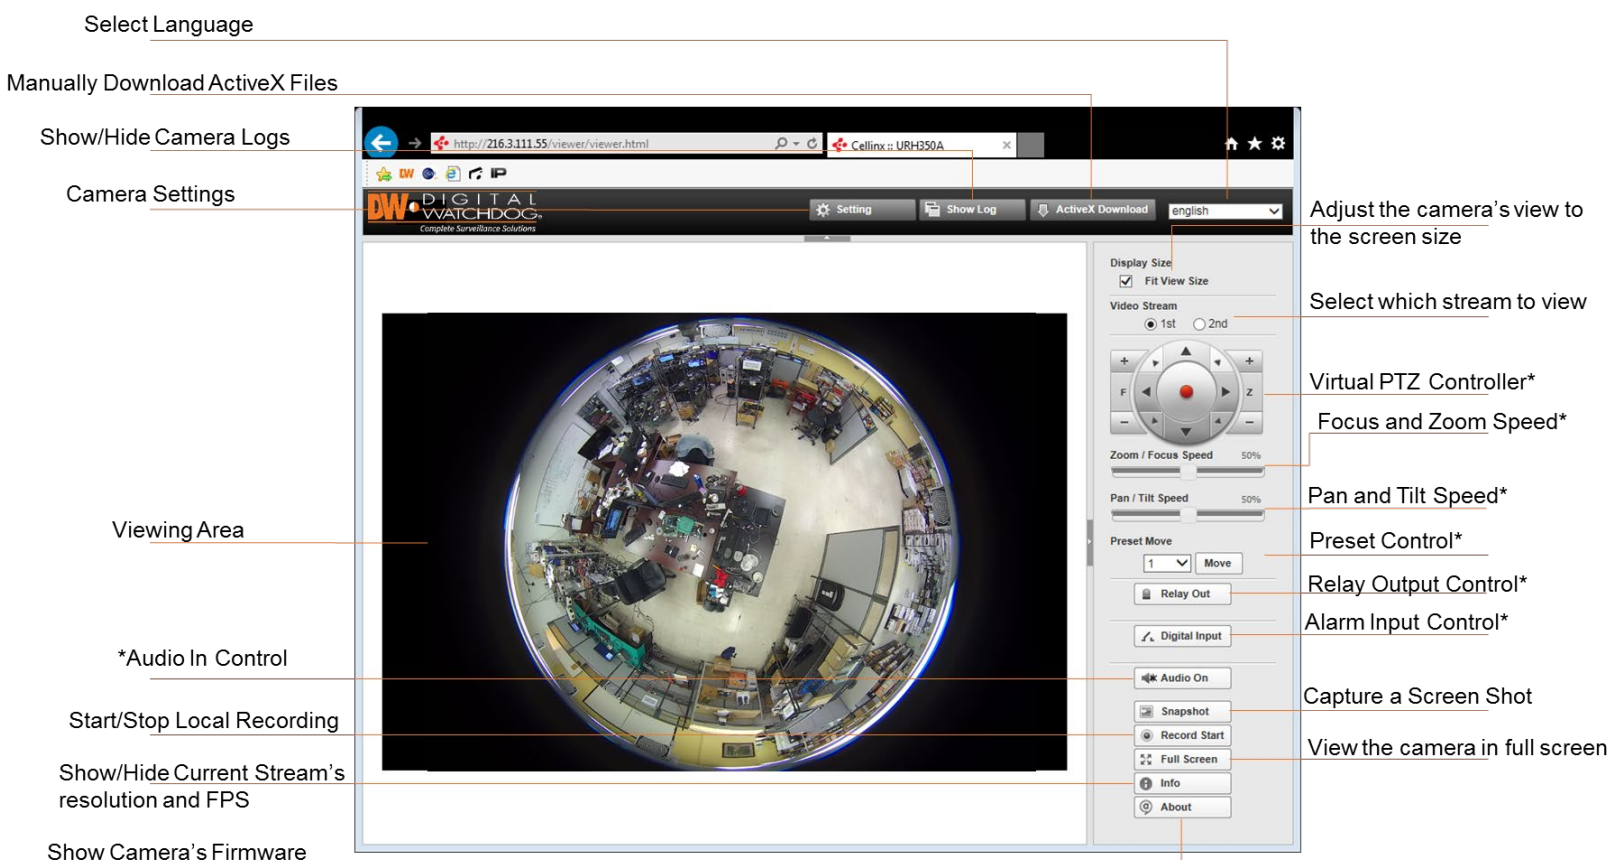 Select Language
Manually Download ActiveX Files
Show/Hide Camera Logs
Camera Settings
Viewing Area
*Audio In Control
Start/Stop Local Recording
Show/Hide Current Stream's
resolution and FPS
Show Camera's Firmware
http://216.3.111.55/viewer/viewer.html
Cellinx :: URH350A
DW
IP
DW DIGITAL
WATCHDOG®
Complete Surveillance Solutions
Setting
Show Log
ActiveX Download
english
Display Size
Fit View Size
Video Stream
1st 2nd
+ +
F Z
- -
Zoom / Focus Speed 50%
Pan / Tilt Speed 50%
Preset Move
1 Move
Relay Out
Digital Input
Audio On
Snapshot
Record Start
Full Screen
Info
About
Adjust the camera's view to
the screen size
Select which stream to view
Virtual PTZ Controller*
Focus and Zoom Speed*
Pan and Tilt Speed*
Preset Control*
Relay Output Control*
Alarm Input Control*
Capture a Screen Shot
View the camera in full screen